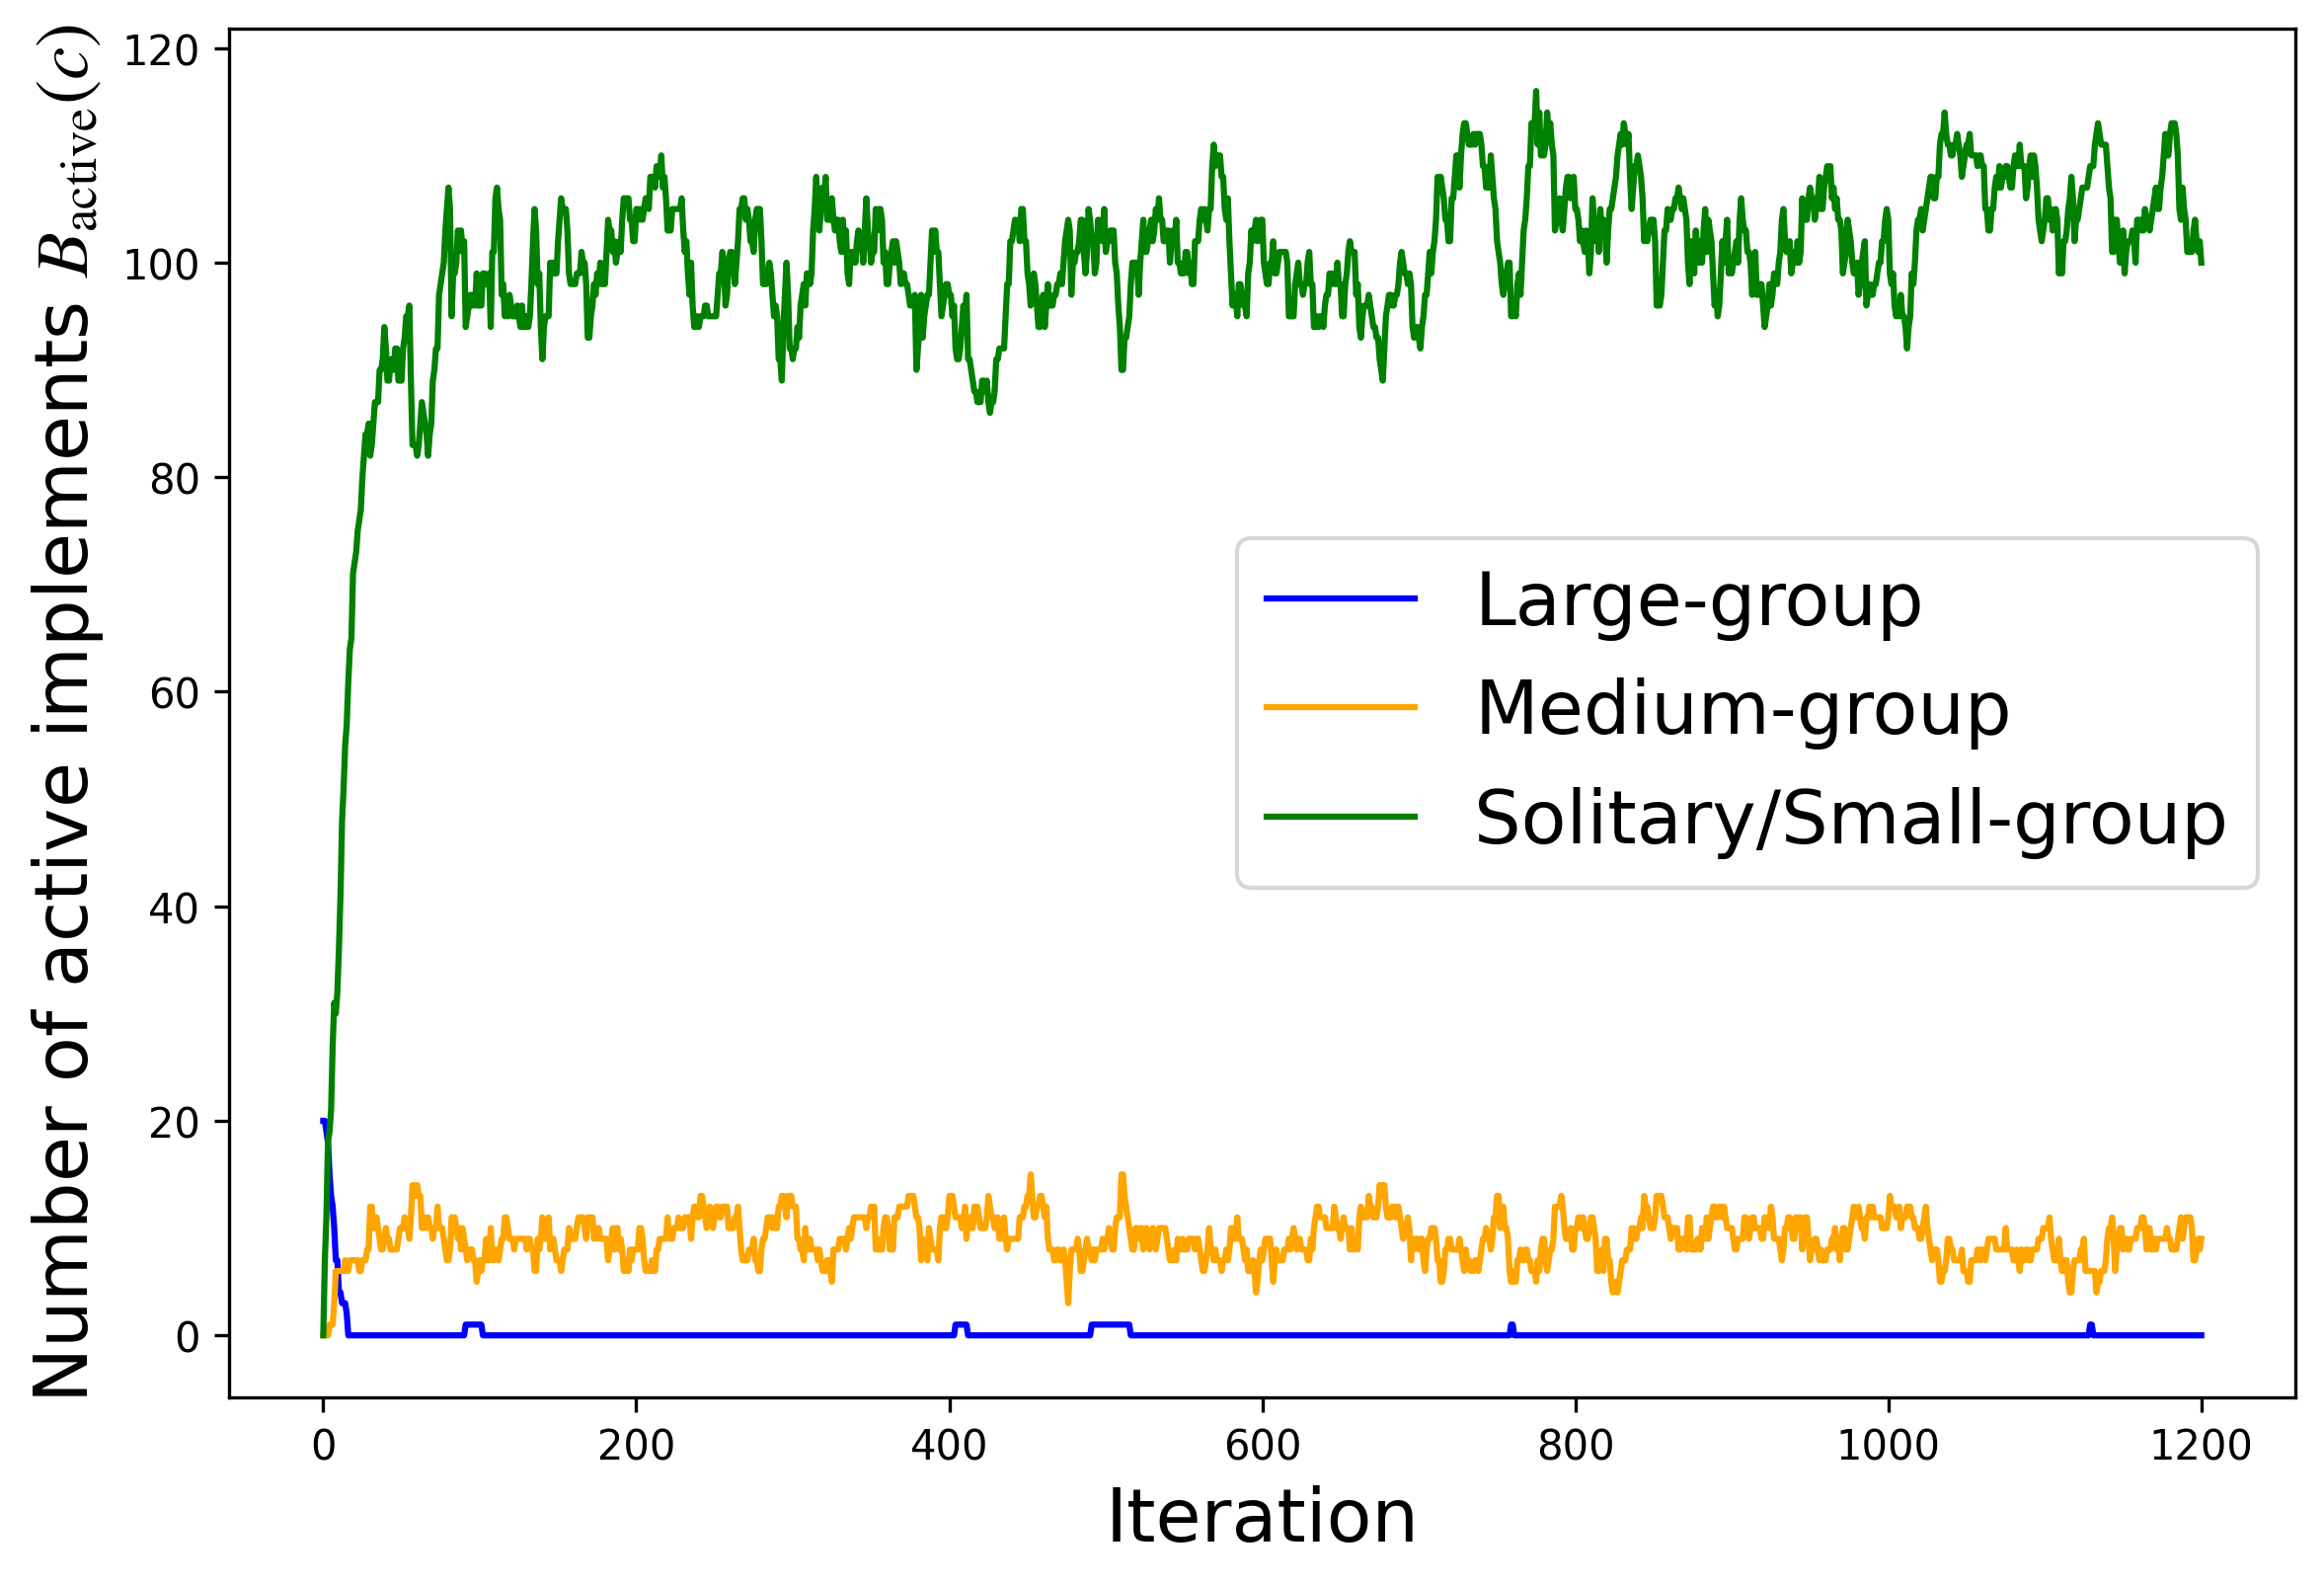 Number of active implements B_active(c)
120
100
80
60
40
20
0
Large-group
Medium-group
Solitary/Small-group
0 200 400 600 800 1000 1200
Iteration